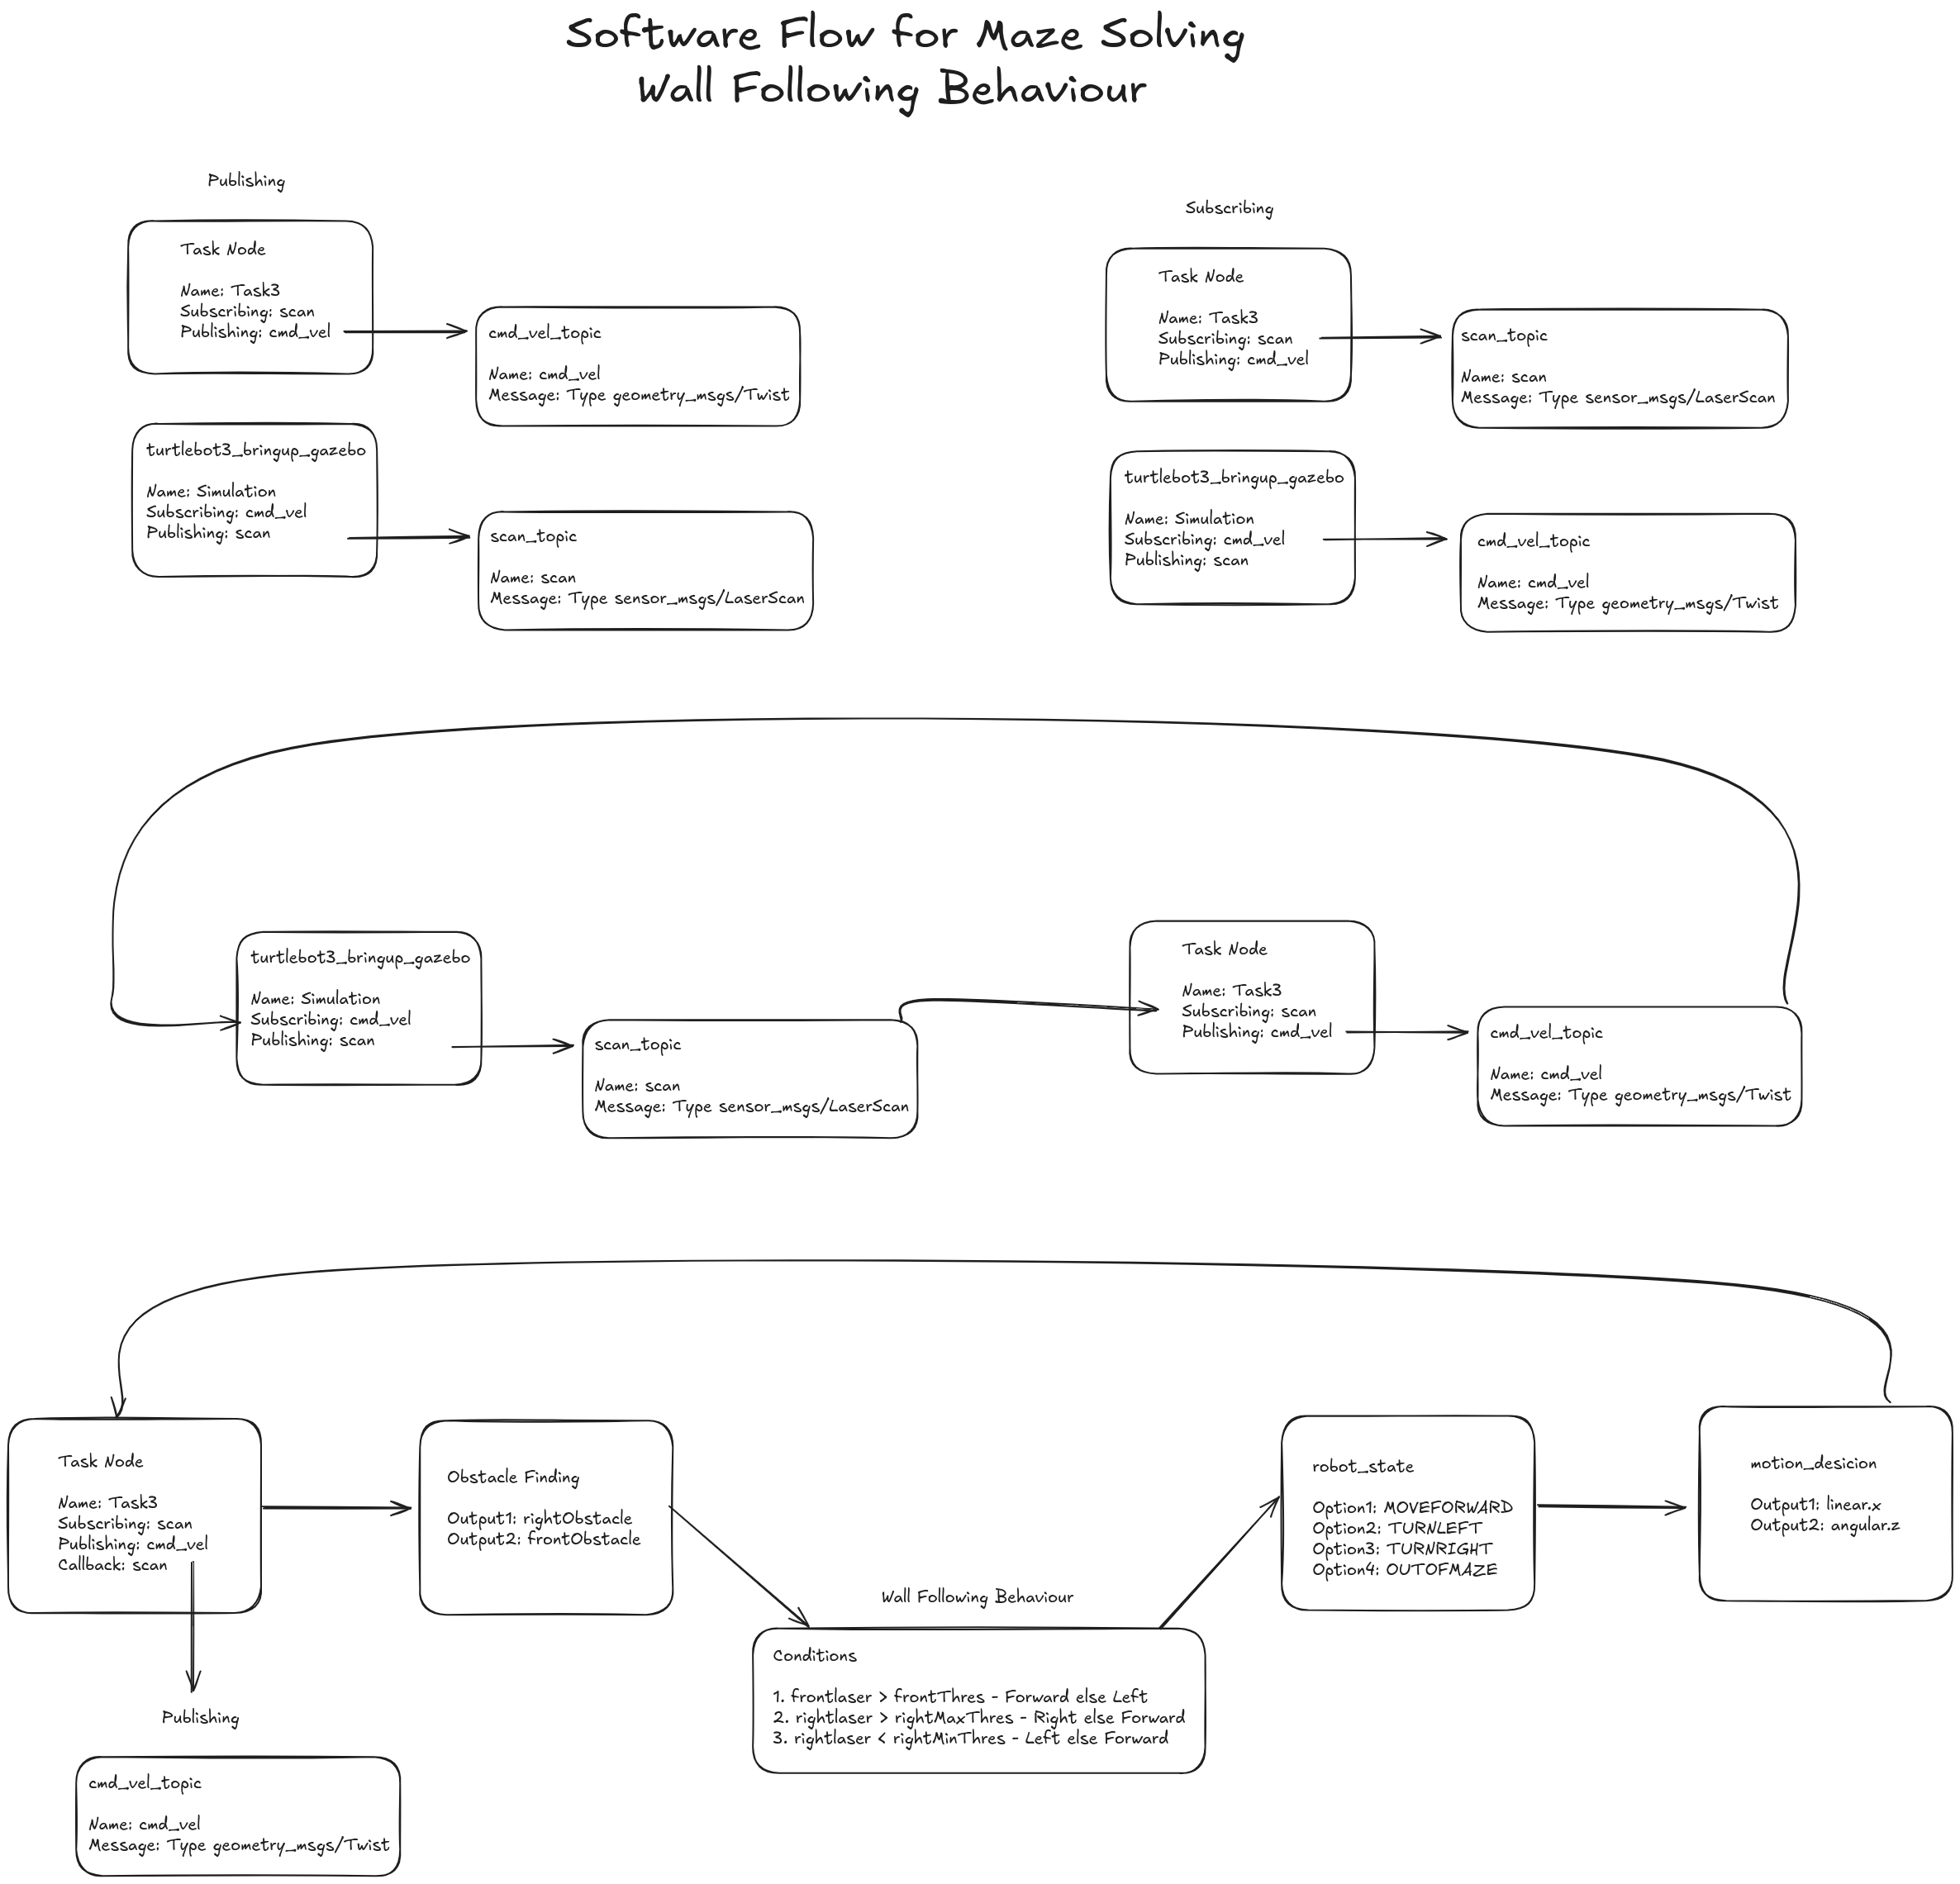 Software Flow for Maze Solving
Wall Following Behaviour
Publishing
Task Node
Name: Task3
Subscribing: scan
Publishing: cmd_vel
cmd_vel_topic
Name: cmd_vel
Message: Type geometry_msgs/Twist
turtlebot3_bringup_gazebo
Name: Simulation
Subscribing: cmd_vel
Publishing: scan
scan_topic
Name: scan
Message: Type sensor_msgs/LaserScan
Subscribing
Task Node
Name: Task3
Subscribing: scan
Publishing: cmd_vel
scan_topic
Name: scan
Message: Type sensor_msgs/LaserScan
turtlebot3_bringup_gazebo
Name: Simulation
Subscribing: cmd_vel
Publishing: scan
cmd_vel_topic
Name: cmd_vel
Message: Type geometry_msgs/Twist
turtlebot3_bringup_gazebo
Name: Simulation
Subscribing: cmd_vel
Publishing: scan
scan_topic
Name: scan
Message: Type sensor_msgs/LaserScan
Task Node
Name: Task3
Subscribing: scan
Publishing: cmd_vel
cmd_vel_topic
Name: cmd_vel
Message: Type geometry_msgs/Twist
Task Node
Name: Task3
Subscribing: scan
Publishing: cmd_vel
Callback: scan
Publishing
cmd_vel_topic
Name: cmd_vel
Message: Type geometry_msgs/Twist
Obstacle Finding
Output1: rightObstacle
Output2: frontObstacle
Wall Following Behaviour
Conditions
1. frontlaser > frontThres - Forward else Left
2. rightlaser > rightMaxThres - Right else Forward
3. rightlaser < rightMinThres - Left else Forward
robot_state
Option1: MOVEFORWARD
Option2: TURNLEFT
Option3: TURNRIGHT
Option4: OUTOFMAZE
motion_desicion
Output1: linear.x
Output2: angular.z